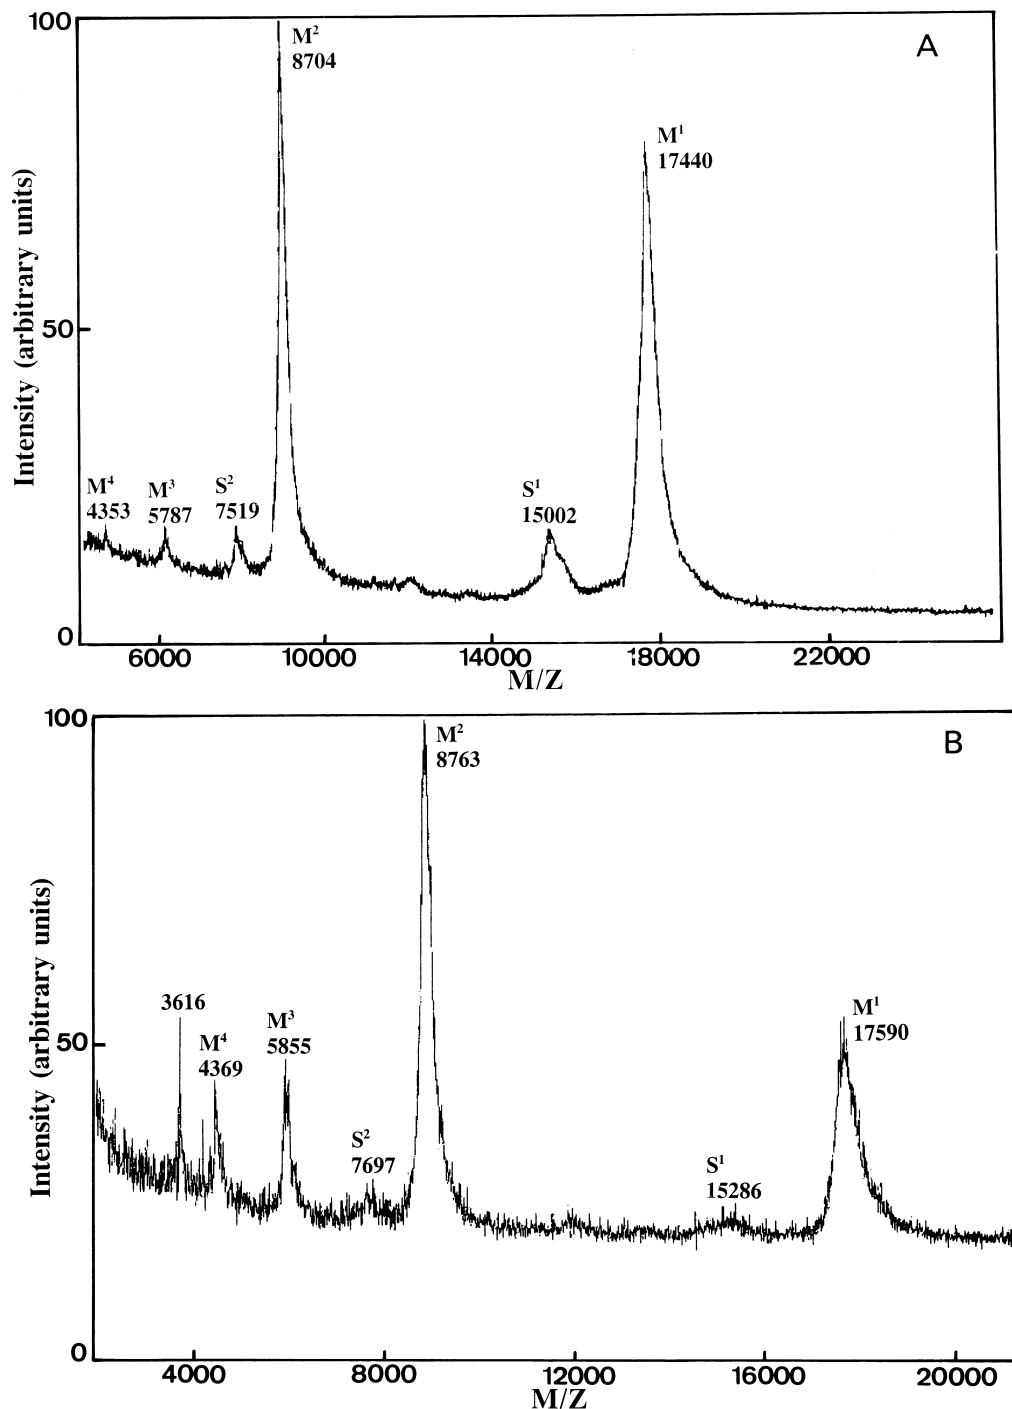 100
A
M²
8704
M¹
17440
Intensity (arbitrary units)
50
M⁴
4353
M³
5787
S²
7519
S¹
15002
0
6000 10000 14000 18000 22000
M/Z
100
B
M²
8763
Intensity (arbitrary units)
3616
50
M⁴
4369
M³
5855
M¹
17590
S²
7697
S¹
15286
0
4000 8000 12000 16000 20000
M/Z